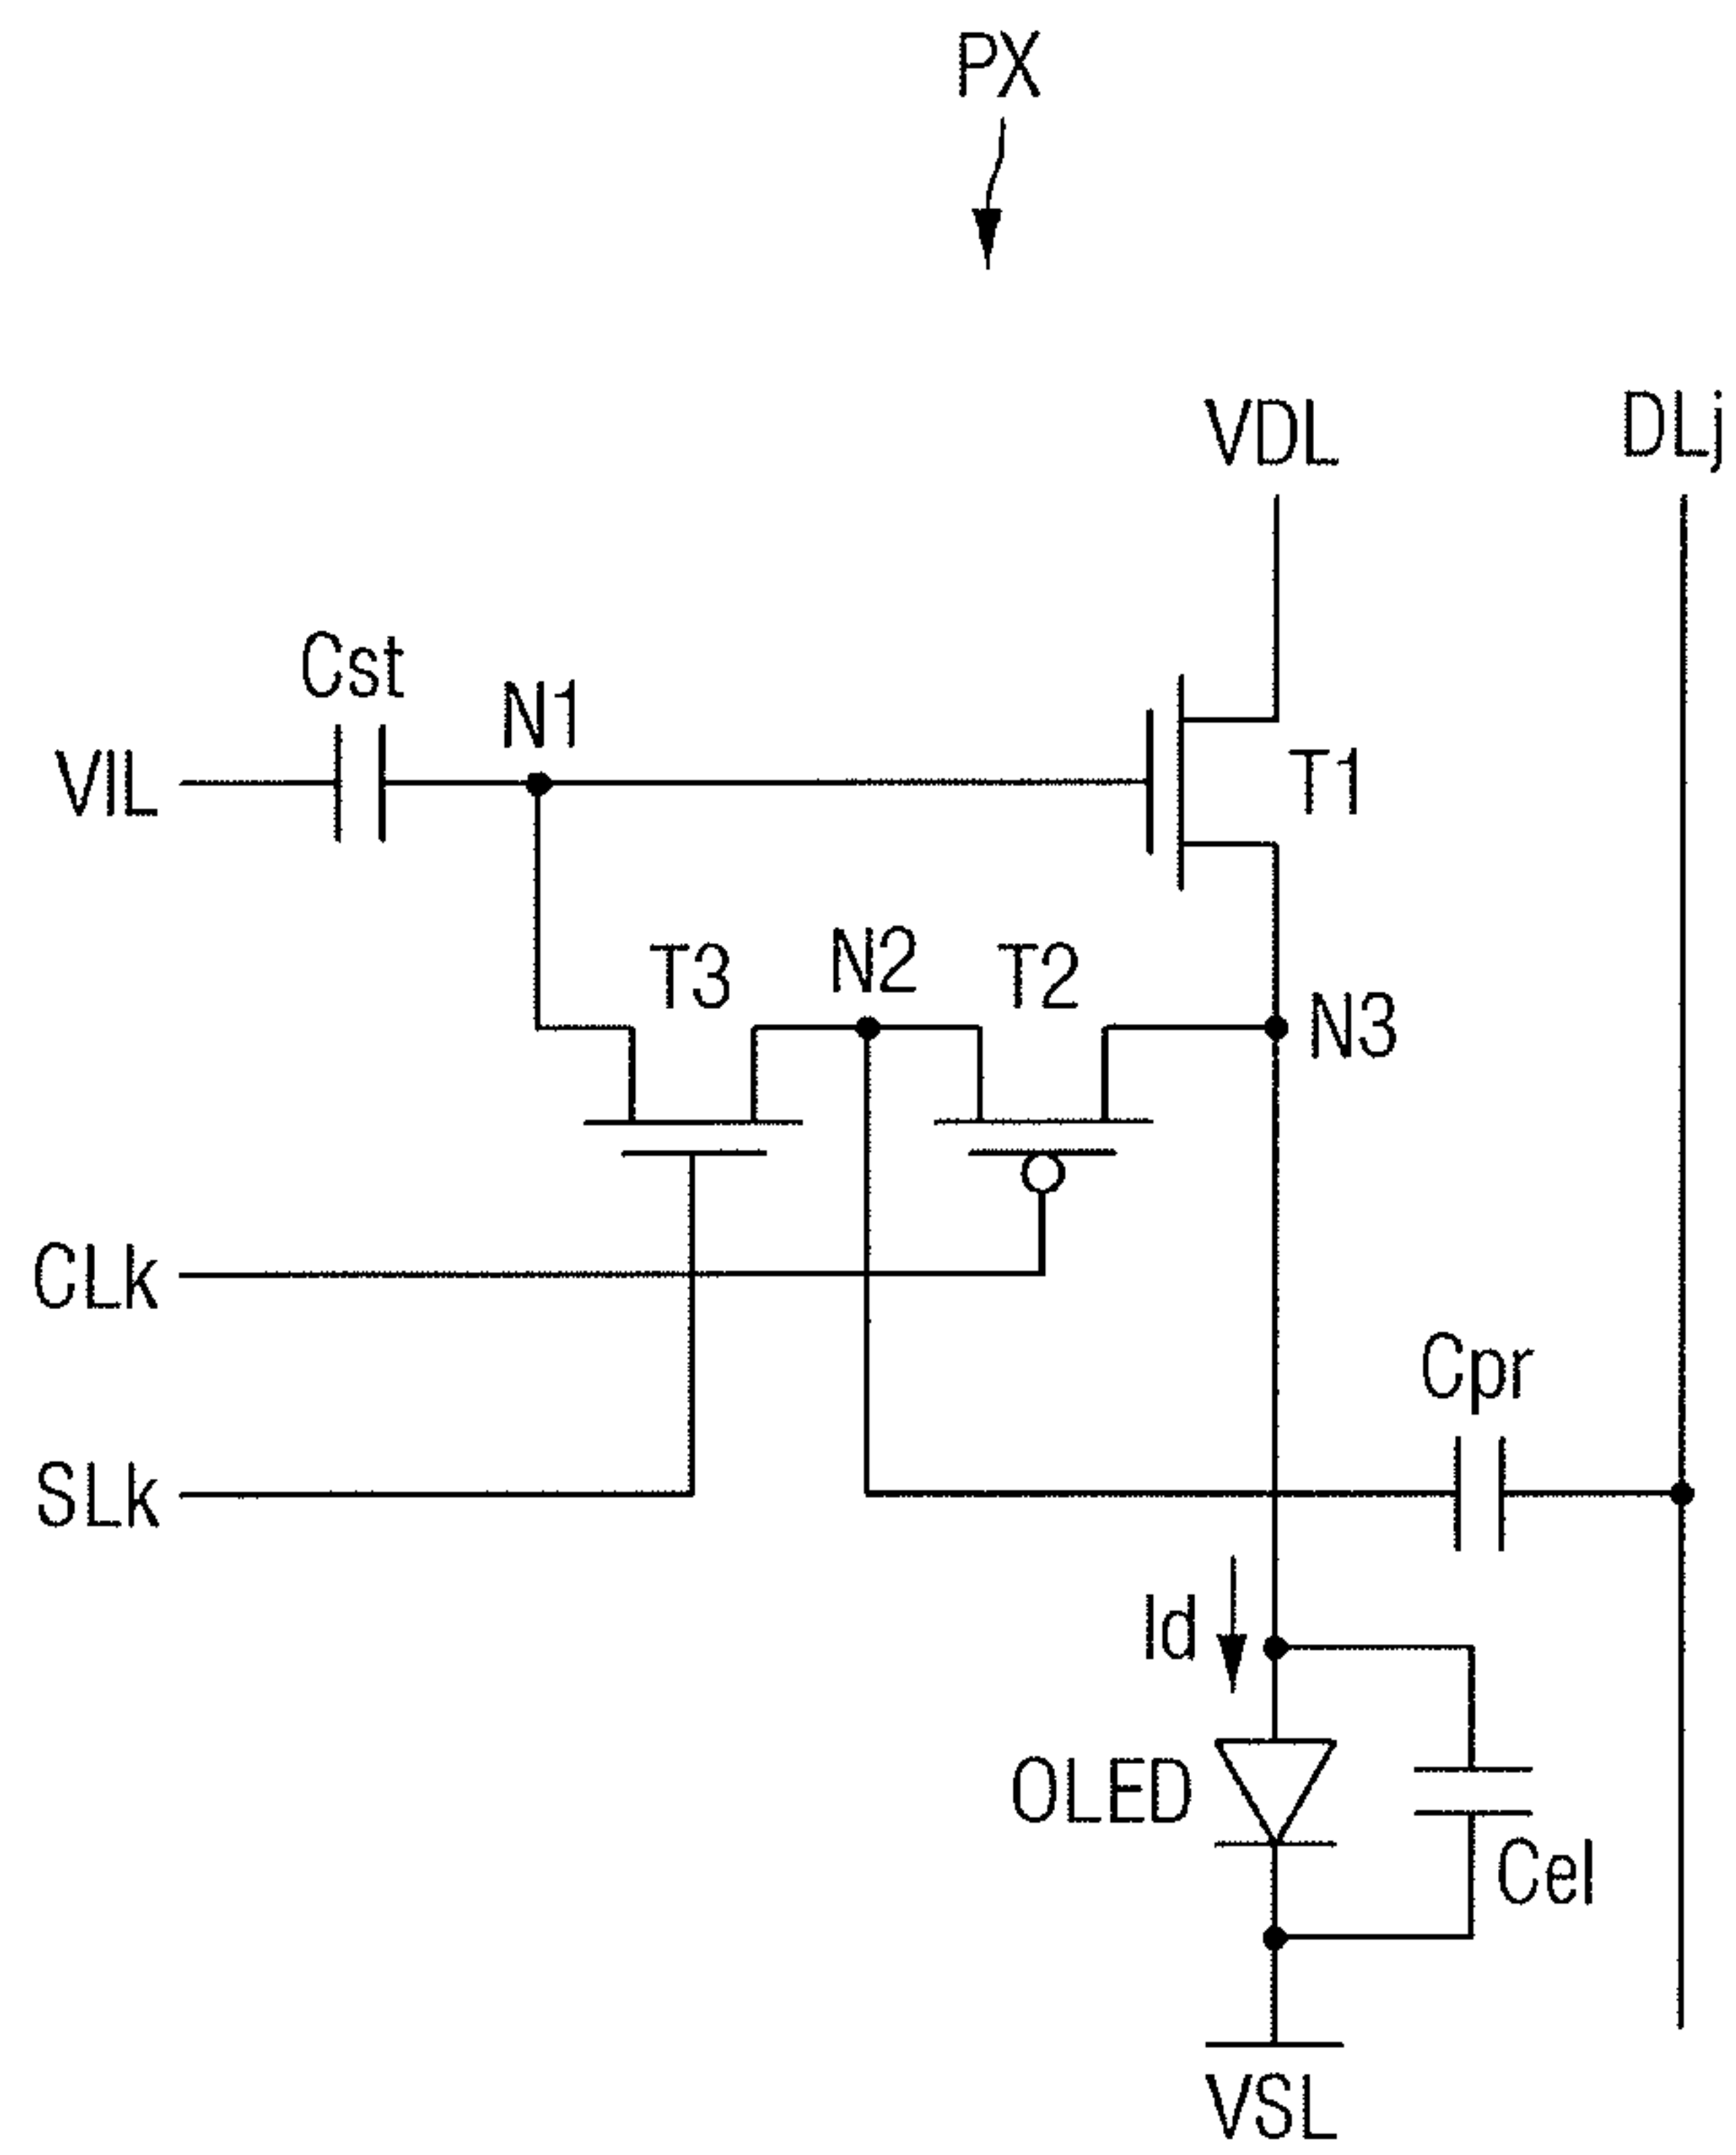 PX
VDL
DLj
Cst
N1
VIL
T1
T3
N2
T2
N3
CLk
Cpr
SLk
Id
OLED
Cel
VSL